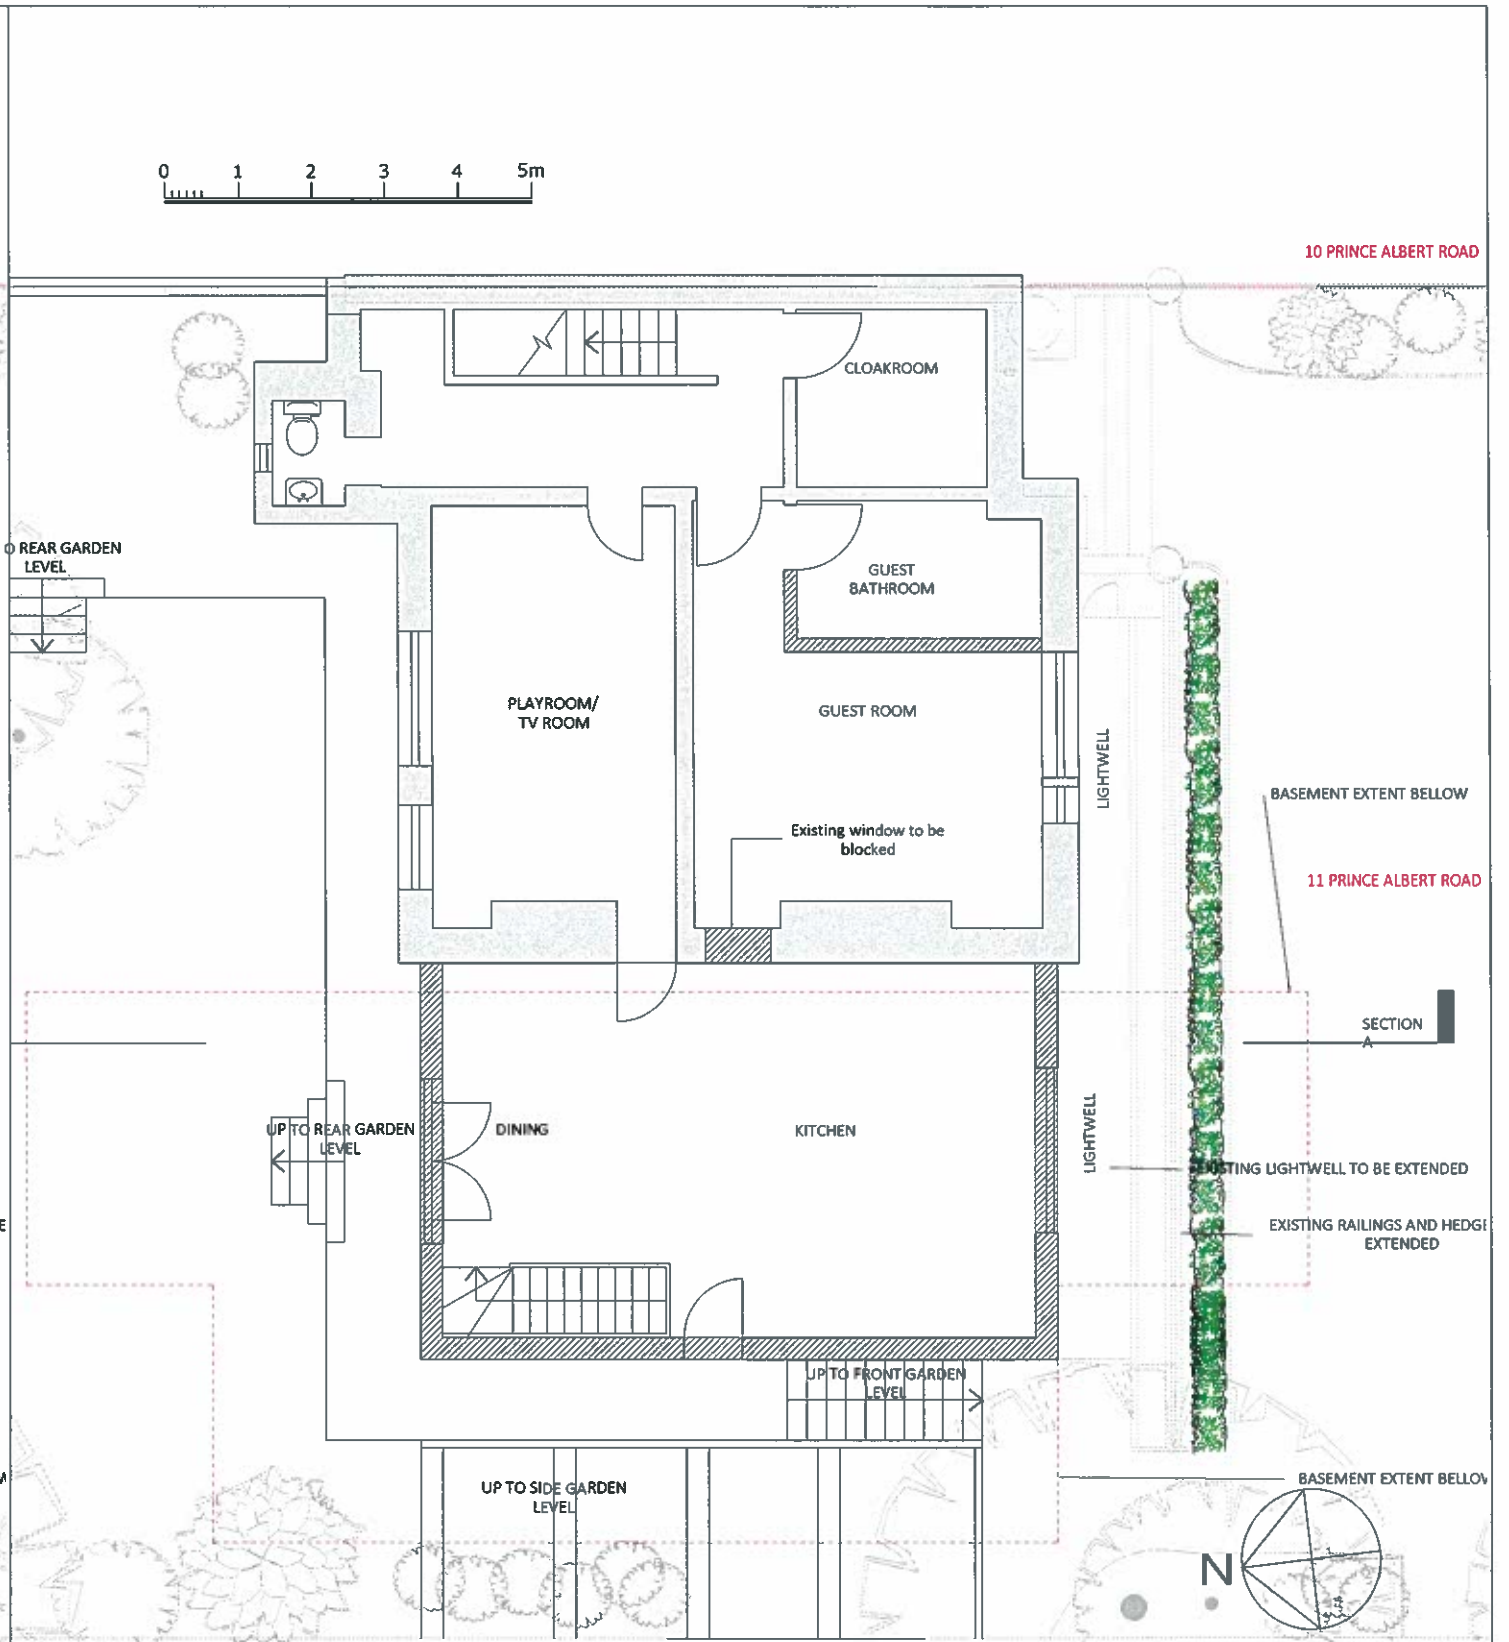 0 1 2 3 4 5m
10 PRINCE ALBERT ROAD
CLOAKROOM
REAR GARDEN
LEVEL
GUEST
BATHROOM
PLAYROOM/
TV ROOM
GUEST ROOM
LIGHTWELL
BASEMENT EXTENT BELLOW
Existing window to be
blocked
11 PRINCE ALBERT ROAD
SECTION
A
UP TO REAR GARDEN
LEVEL
DINING
KITCHEN
LIGHTWELL
EXISTING LIGHTWELL TO BE EXTENDED
EXISTING RAILINGS AND HEDGE
EXTENDED
UP TO FRONT GARDEN
LEVEL
UP TO SIDE GARDEN
LEVEL
BASEMENT EXTENT BELLOW
N